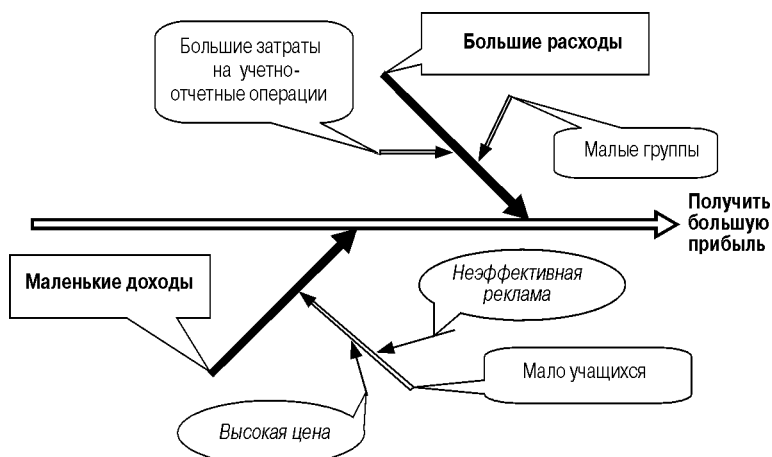 Большие затраты
на учетно-
отчетные операции
Большие расходы
Малые группы
Получить
большую
прибыль
Маленькие доходы
Неэффективная
реклама
Мало учащихся
Высокая цена